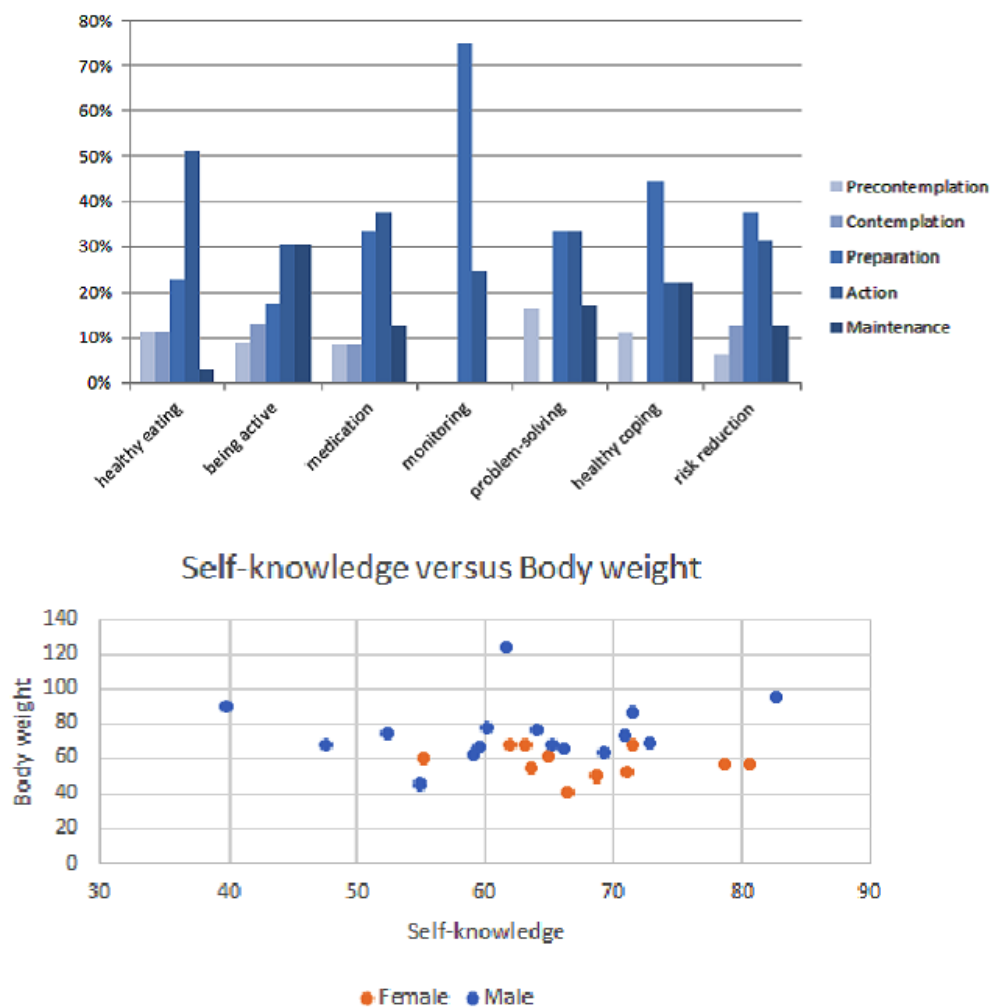 80%
70%
60%
50%
40%
30%
20%
10%
0%
healthy eating
being active
medication
monitoring
problem-solving
healthy coping
risk reduction
Precontemplation
Contemplation
Preparation
Action
Maintenance
Self-knowledge versus Body weight
Body weight
140
120
100
80
60
40
20
0
30 40 50 60 70 80 90
Self-knowledge
Female Male